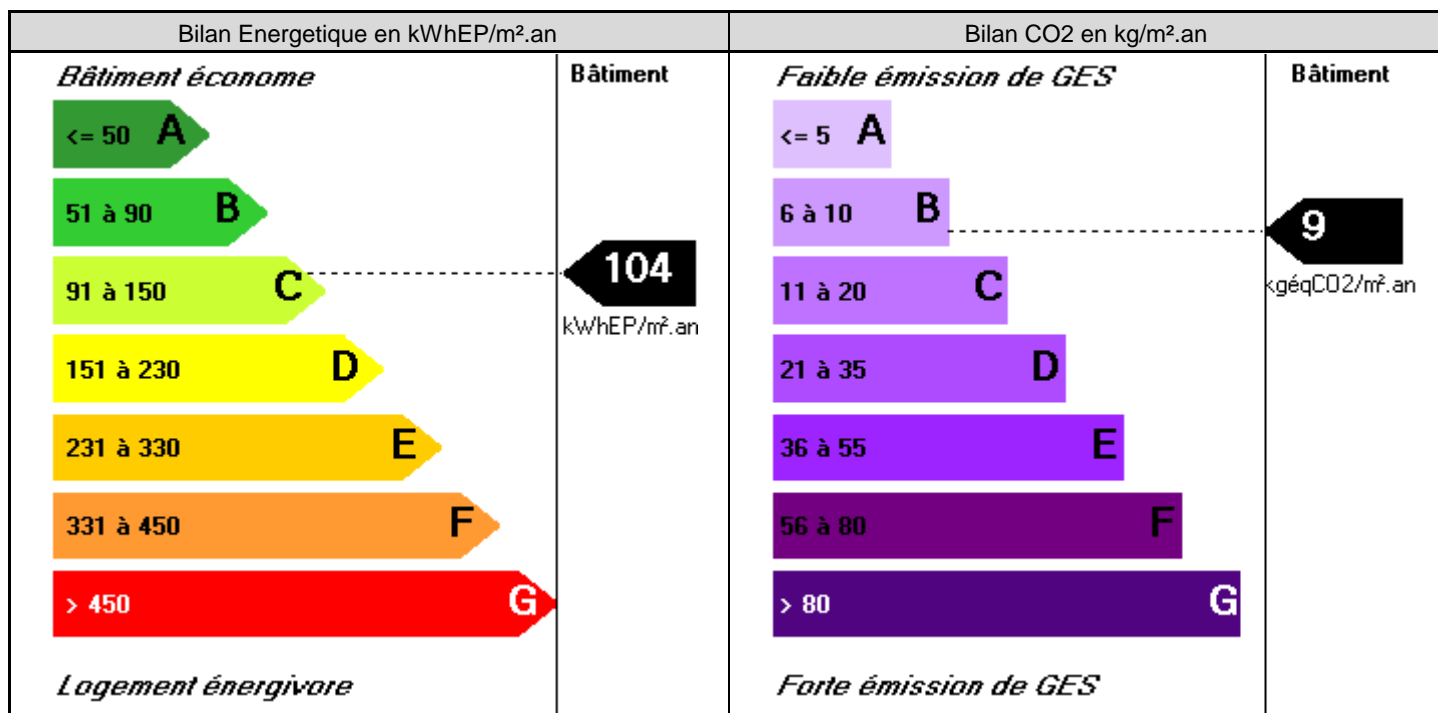 Bilan Energetique en kWhEP/m².an
Bâtiment économe
Bâtiment
<= 50 A
51 à 90 B
91 à 150 C
104
kWhEP/m².an
151 à 230 D
231 à 330 E
331 à 450 F
> 450 G
Logement énergivore
Bilan CO2 en kg/m².an
Faible émission de GES
Bâtiment
<= 5 A
6 à 10 B
9
kgéqCO2/m².an
11 à 20 C
21 à 35 D
36 à 55 E
56 à 80 F
> 80 G
Forte émission de GES